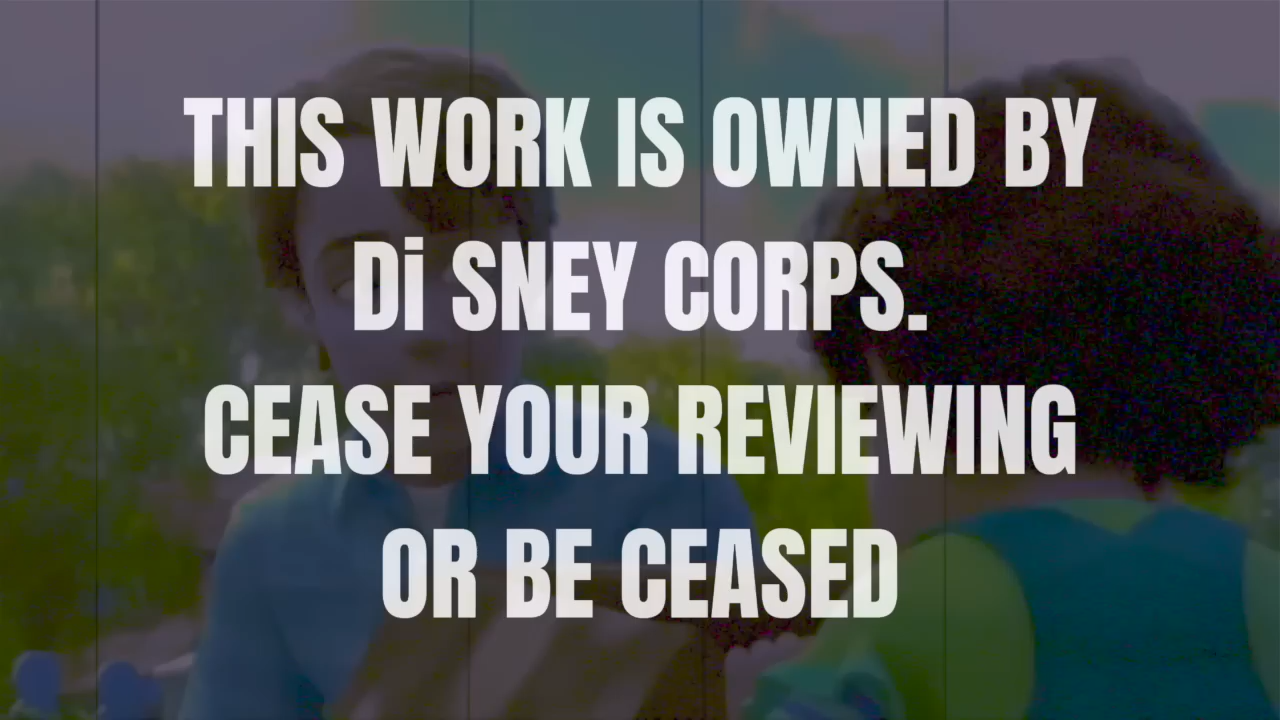 THIS WORK IS OWNED BY
Di SNEY CORPS.
CEASE YOUR REVIEWING
OR BE CEASED